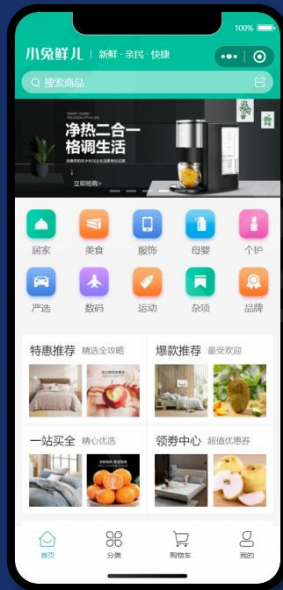 100%
小兔鲜儿 新鲜·亲民·快捷
搜索商品
净热二合一
格调生活
立即抢购>
居家 美食 服饰 母婴 个护
严选 数码 运动 杂项 品牌
特惠推荐 精选全攻略 爆款推荐 最受欢迎
一站买全 精心优选 领券中心 超值优惠券
首页 分类 购物车 我的